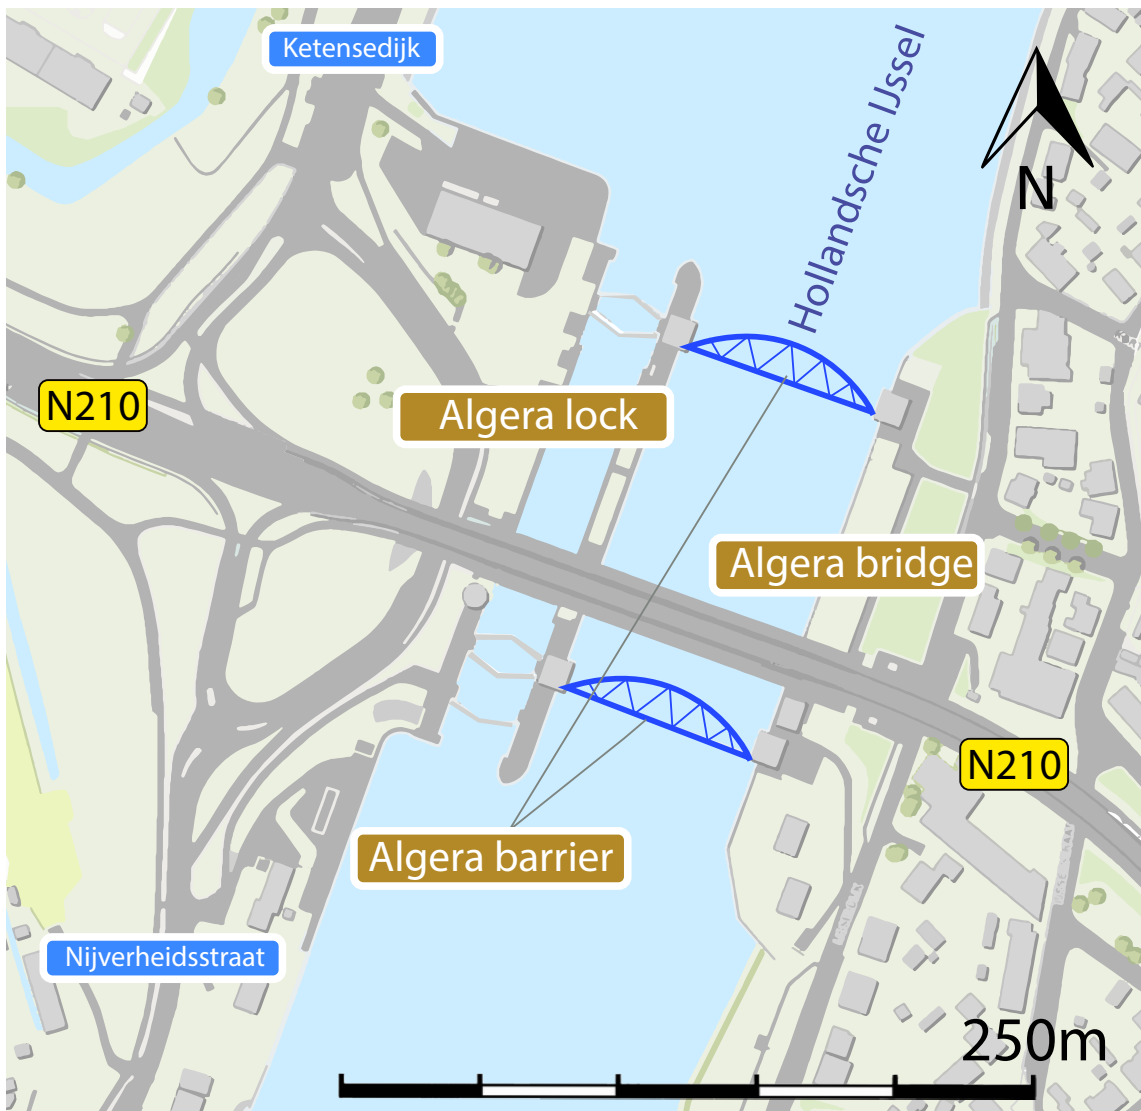 Ketensedijk
Hollandsche IJssel
N
N210
Algera lock
Algera bridge
N210
Algera barrier
Nijverheidsstraat
250m